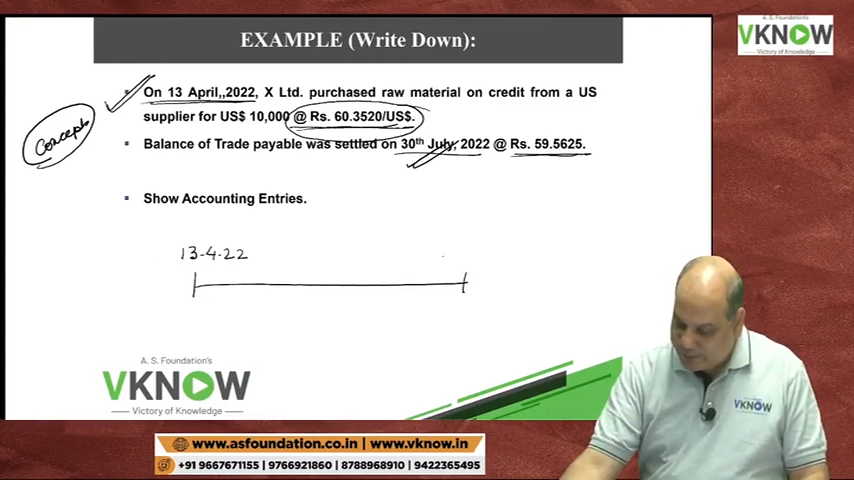 EXAMPLE (Write Down):
A. S. Foundation's
VKNOW
Victory of Knowledge
On 13 April,,2022, X Ltd. purchased raw material on credit from a US
supplier for US$ 10,000 @ Rs. 60.3520/US$.
Concept
Balance of Trade payable was settled on 30th July, 2022 @ Rs. 59.5625.
Show Accounting Entries.
13-4-22
A. S. Foundation's
VKNOW
Victory of Knowledge
VKNOW
www.asfoundation.co.in | www.vknow.in
+91 9667671155 | 9766921860 | 8788968910 | 9422365495